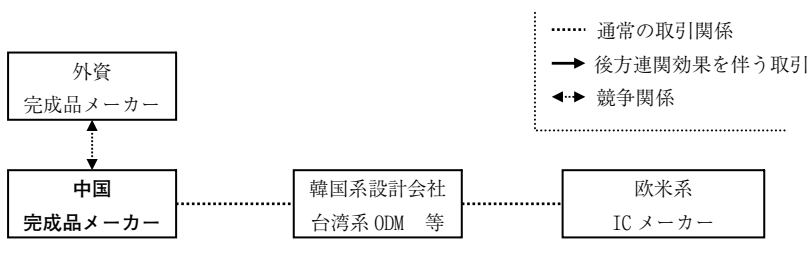 通常の取引関係
後方連関効果を伴う取引
競争関係
外資
完成品メーカー
中国
完成品メーカー
韓国系設計会社
台湾系 ODM　等
欧米系
IC メーカー